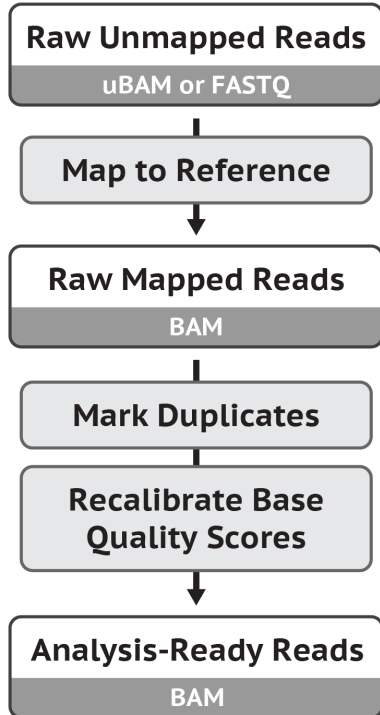 Raw Unmapped Reads
uBAM or FASTQ
Map to Reference
Raw Mapped Reads
BAM
Mark Duplicates
Recalibrate Base
Quality Scores
Analysis-Ready Reads
BAM